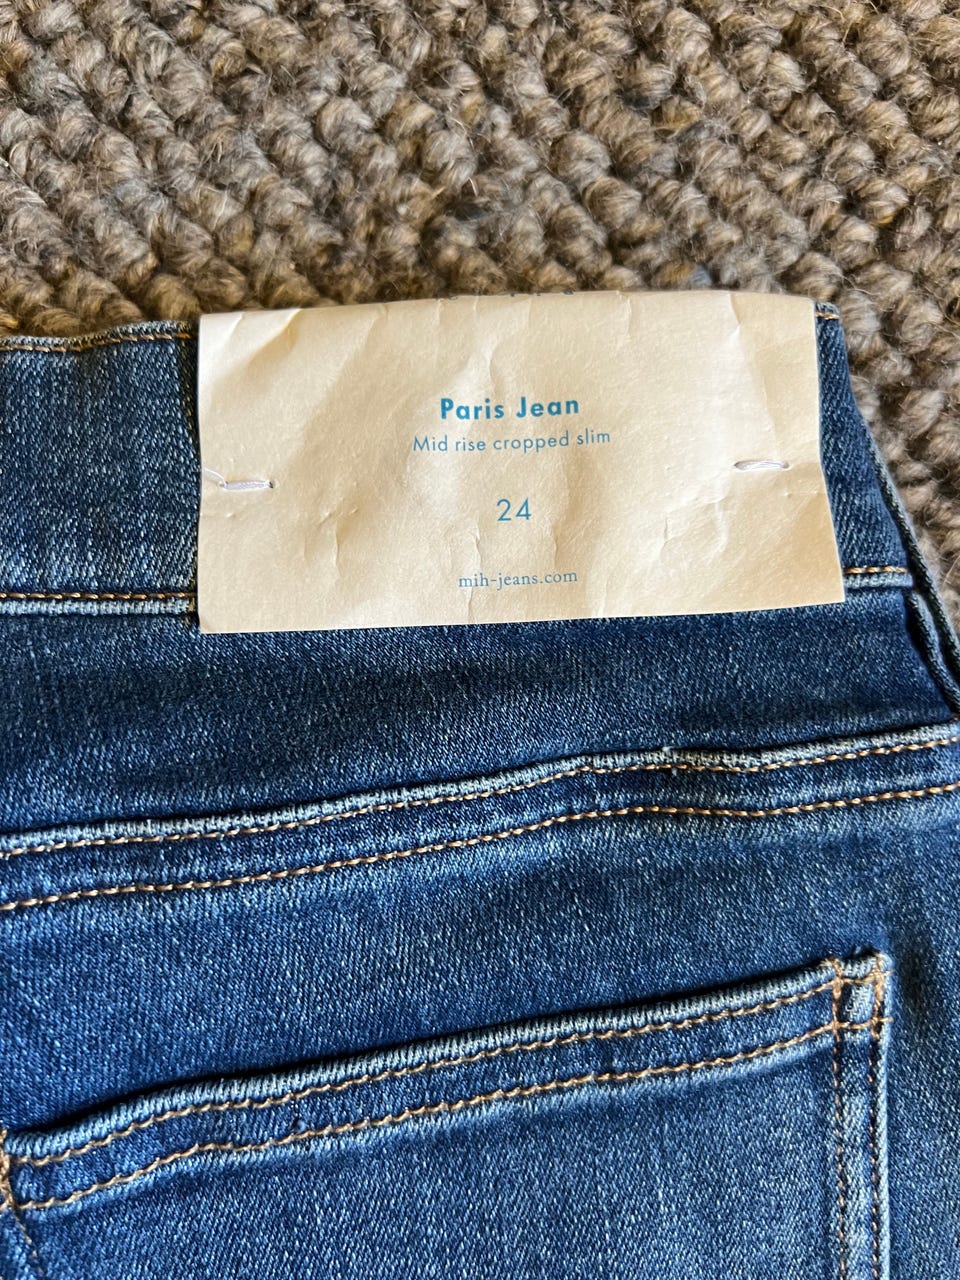 Paris Jean
Mid rise cropped slim
24
mih-jeans.com